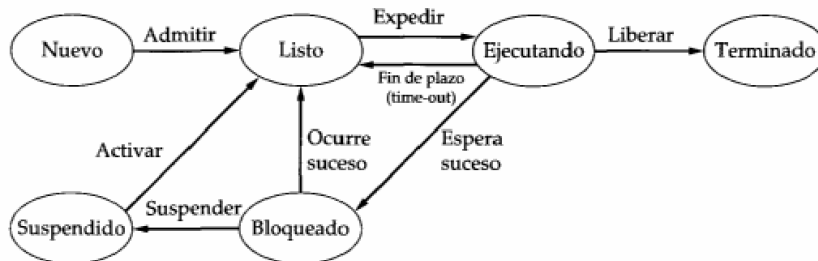 Nuevo
Admitir
Listo
Expedir
Ejecutando
Liberar
Terminado
Fin de plazo
(time-out)
Activar
Ocurre
suceso
Espera
suceso
Suspendido
Suspender
Bloqueado